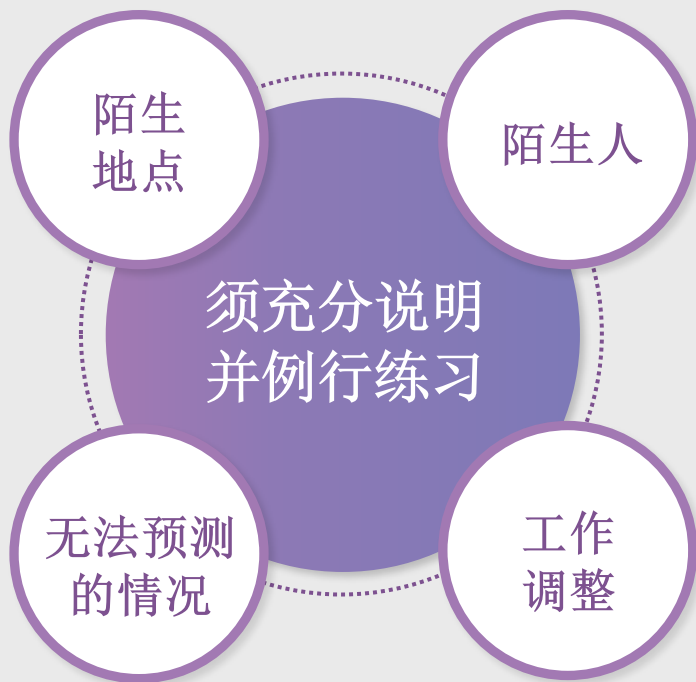 陌生
地点
陌生人
须充分说明
并例行练习
无法预测
的情况
工作
调整